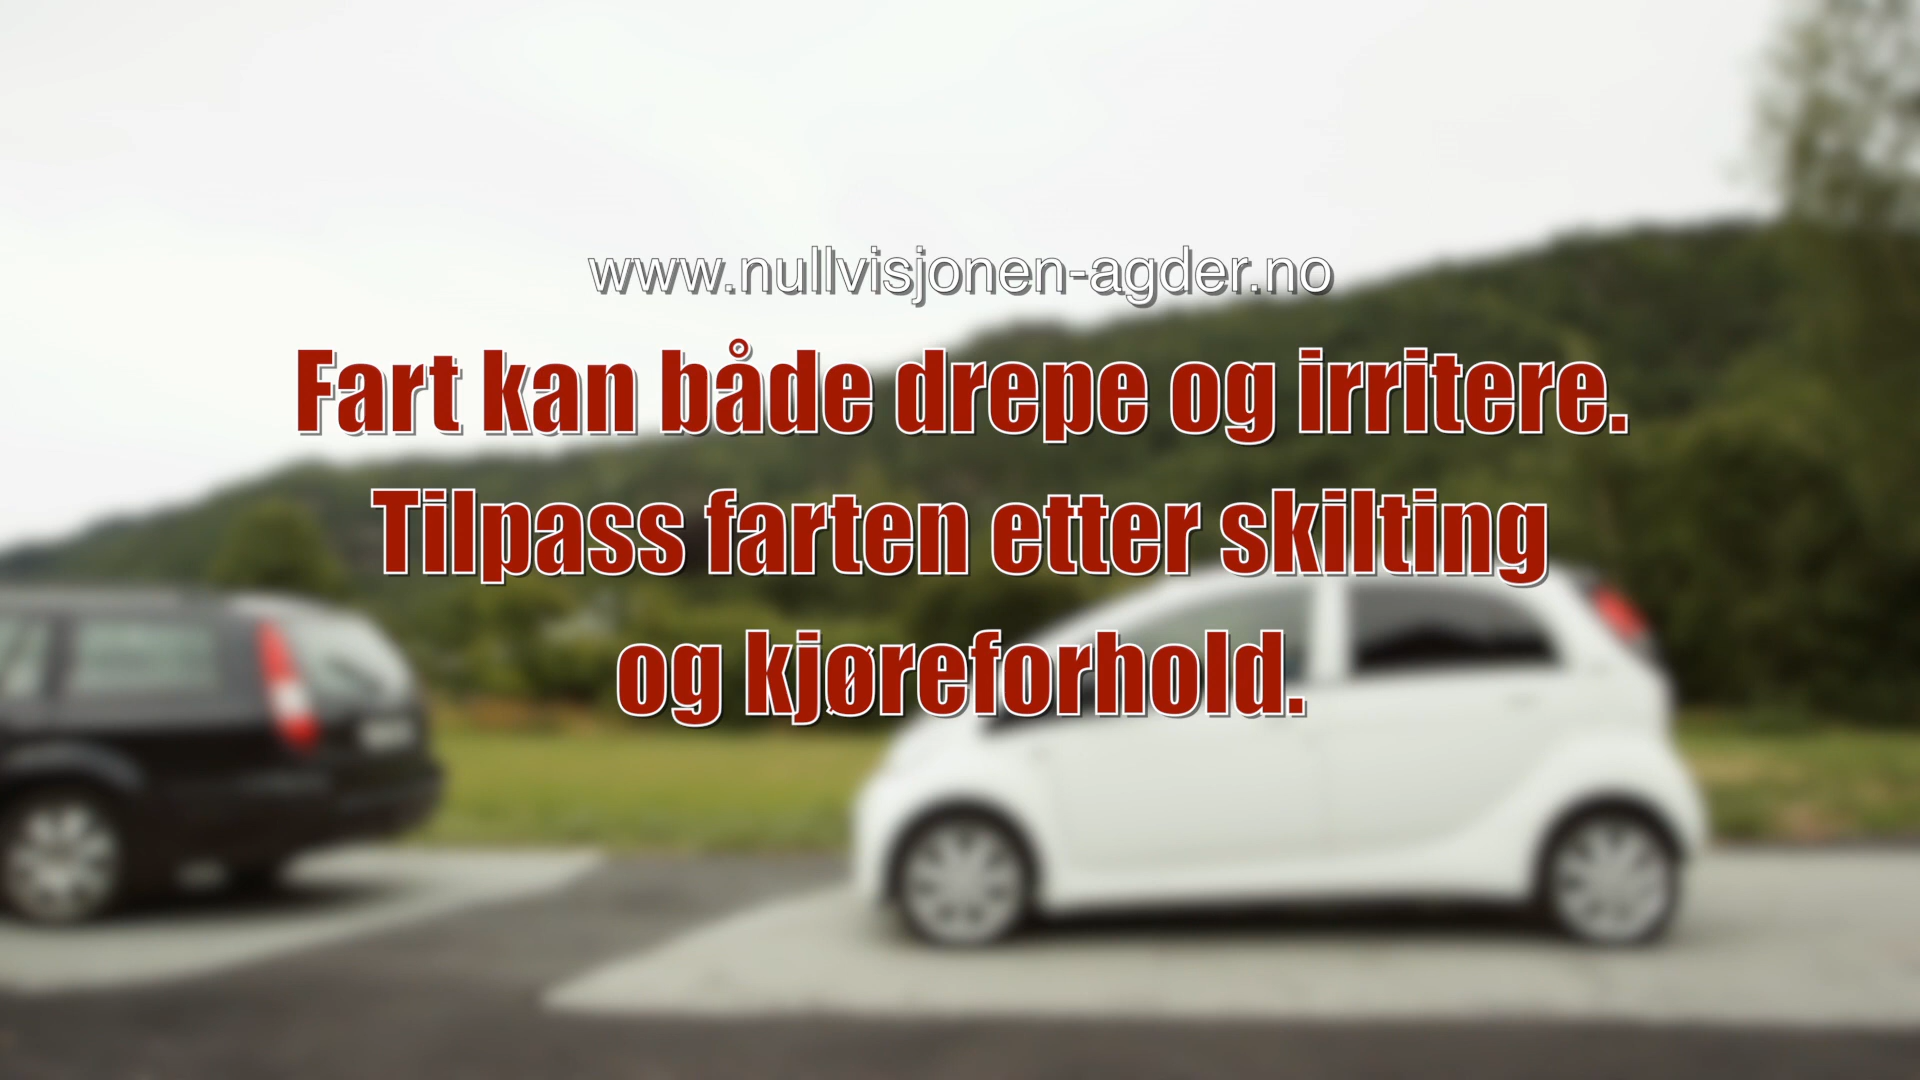 www.nullvisjonen-agder.no
Fart kan både drepe og irritere.
Tilpass farten etter skilting
og kjøreforhold.